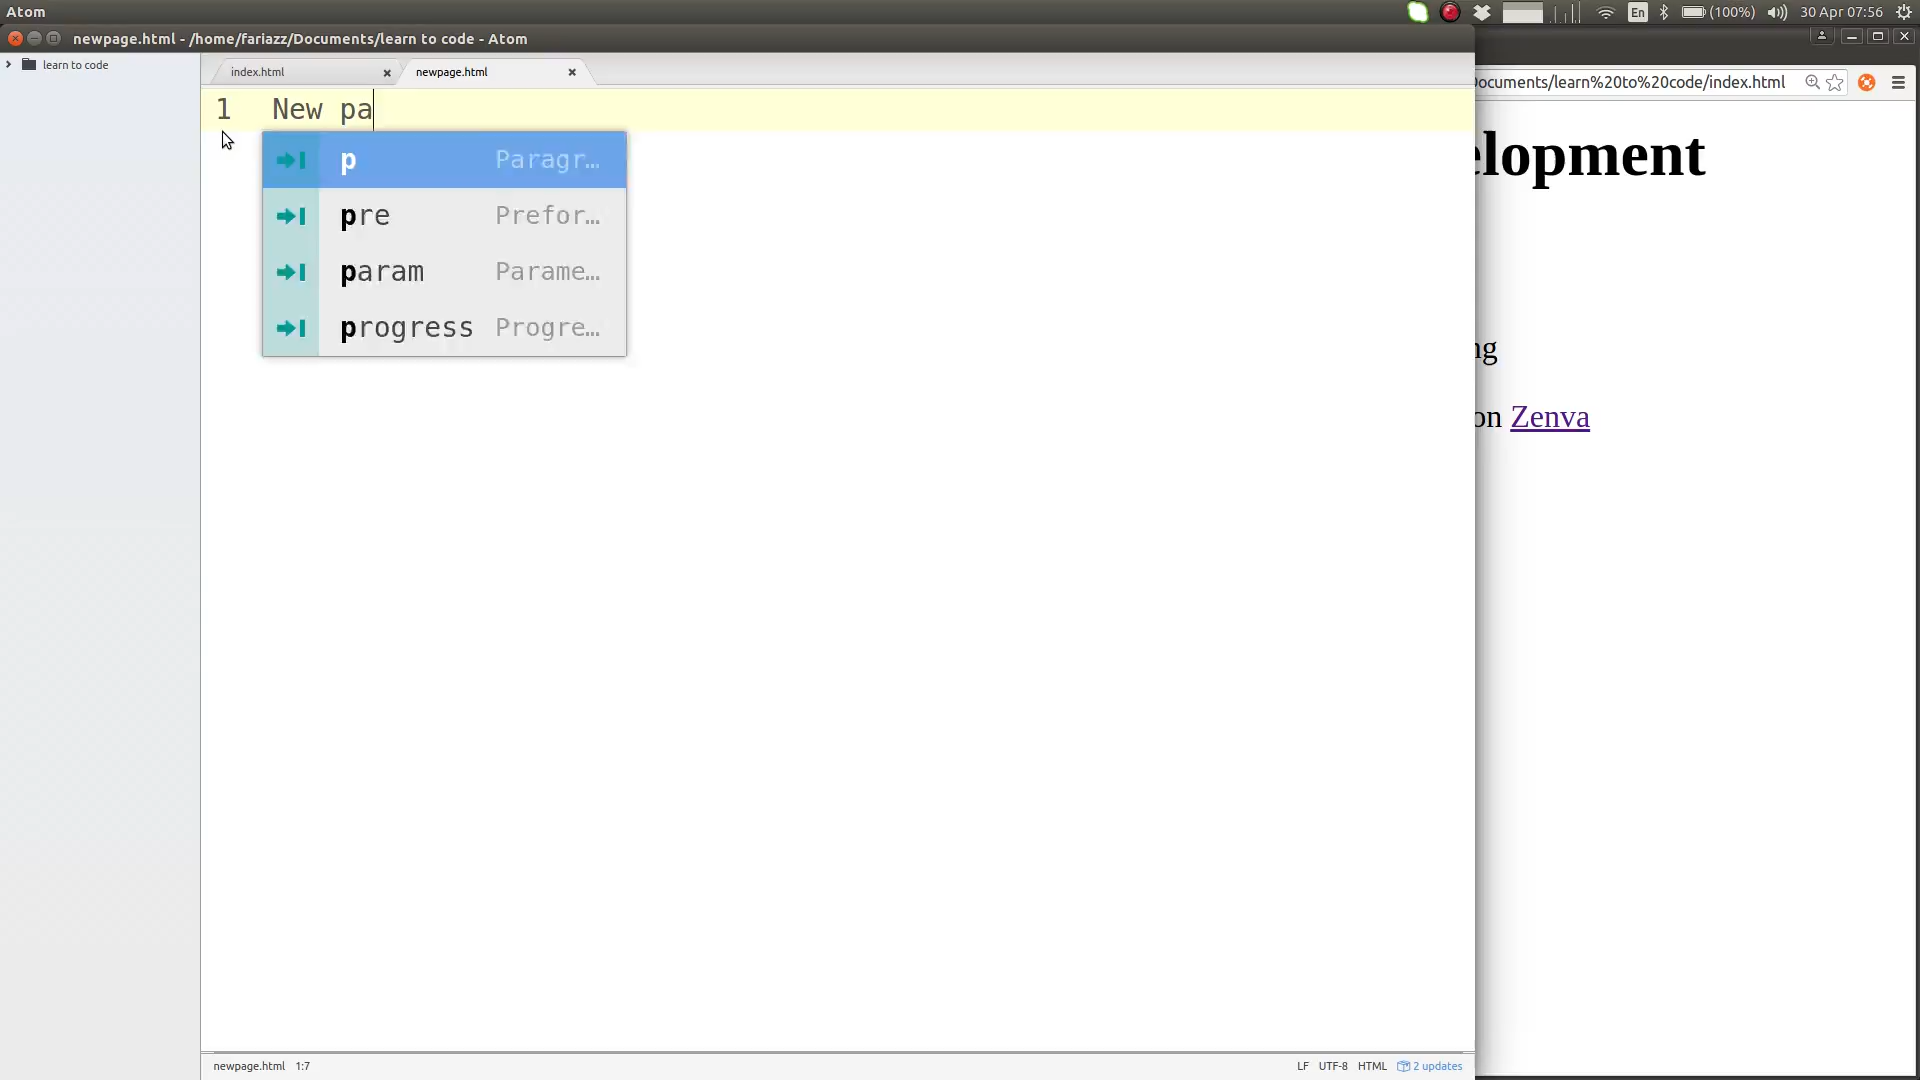 Atom
En
(100%)
30 Apr 07:56
newpage.html - /home/fariazz/Documents/learn to code - Atom
learn to code
index.html
newpage.html
Documents/learn%20to%20code/index.html
1 New pa
p Paragr…
pre Prefor…
param Parame…
progress Progre…
elopment
ng
on Zenva
newpage.html 1:7
LF UTF-8 HTML 2 updates